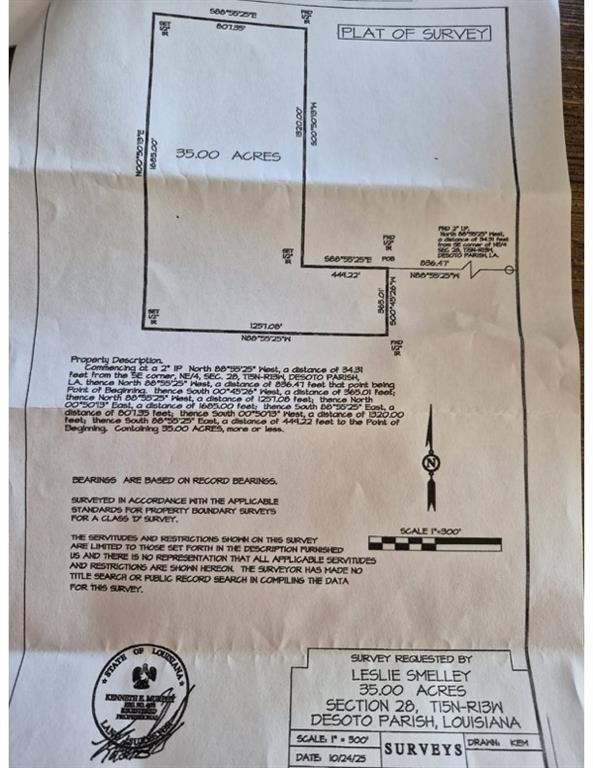 S88°55'25"E
807.35'
SET
1/2"
IR
FND
1/2"
IR
PLAT OF SURVEY
N00°50'13"E
1685.00'
35.00 ACRES
1320.00'
S00°50'13"W
SET
1/2"
IR
S88°55'25"E
444.22'
FND
1/2"
IR
POB
FND 2" IP.
North 88°55'25" West,
a distance of 34.31 feet
from SE corner of NE/4
SEC. 28, T15N-R13W,
DESOTO PARISH, LA.
836.47'
N88°55'25"W
365.01'
S00°45'26"W
SET
1/2"
IR
1257.08'
N88°55'25"W
FND
1/2"
IR
Property Description.
Commencing at a 2" IP North 88°55'25" West, a distance of 34.31
feet from the SE corner, NE/4, SEC. 28, T15N-R13W, DESOTO PARISH,
LA. thence North 88°55'25" West, a distance of 836.47 feet that point being
Point of Beginning. thence South 00°45'26" West, a distance of 365.01 feet;
thence North 88°55'25" West, a distance of 1257.08 feet; thence North
00°50'13" East, a distance of 1685.00 feet; thence South 88°55'25" East, a
distance of 807.35 feet; thence South 00°50'13" West, a distance of 1320.00
feet; thence South 88°55'25" East, a distance of 444.22 feet to the Point of
Beginning. Containing 35.00 ACRES, more or less.
BEARINGS ARE BASED ON RECORD BEARINGS.
SURVEYED IN ACCORDANCE WITH THE APPLICABLE
STANDARDS FOR PROPERTY BOUNDARY SURVEYS
FOR A CLASS 'D' SURVEY.
THE SERVITUDES AND RESTRICTIONS SHOWN ON THIS SURVEY
ARE LIMITED TO THOSE SET FORTH IN THE DESCRIPTION FURNISHED
US AND THERE IS NO REPRESENTATION THAT ALL APPLICABLE SERVITUDES
AND RESTRICTIONS ARE SHOWN HEREON. THE SURVEYOR HAS MADE NO
TITLE SEARCH OR PUBLIC RECORD SEARCH IN COMPILING THE DATA
FOR THIS SURVEY.
N
SCALE 1"=300'
STATE OF LOUISIANA
KENNETH E.
REGISTERED
PROFESSIONAL
LAND SURVEYOR
SURVEY REQUESTED BY
LESLIE SMELLEY
35.00 ACRES
SECTION 28, T15N-R13W
DESOTO PARISH, LOUISIANA
SCALE: 1" = 300'
DATE: 10/24/25
SURVEYS
DRAWN: KEM